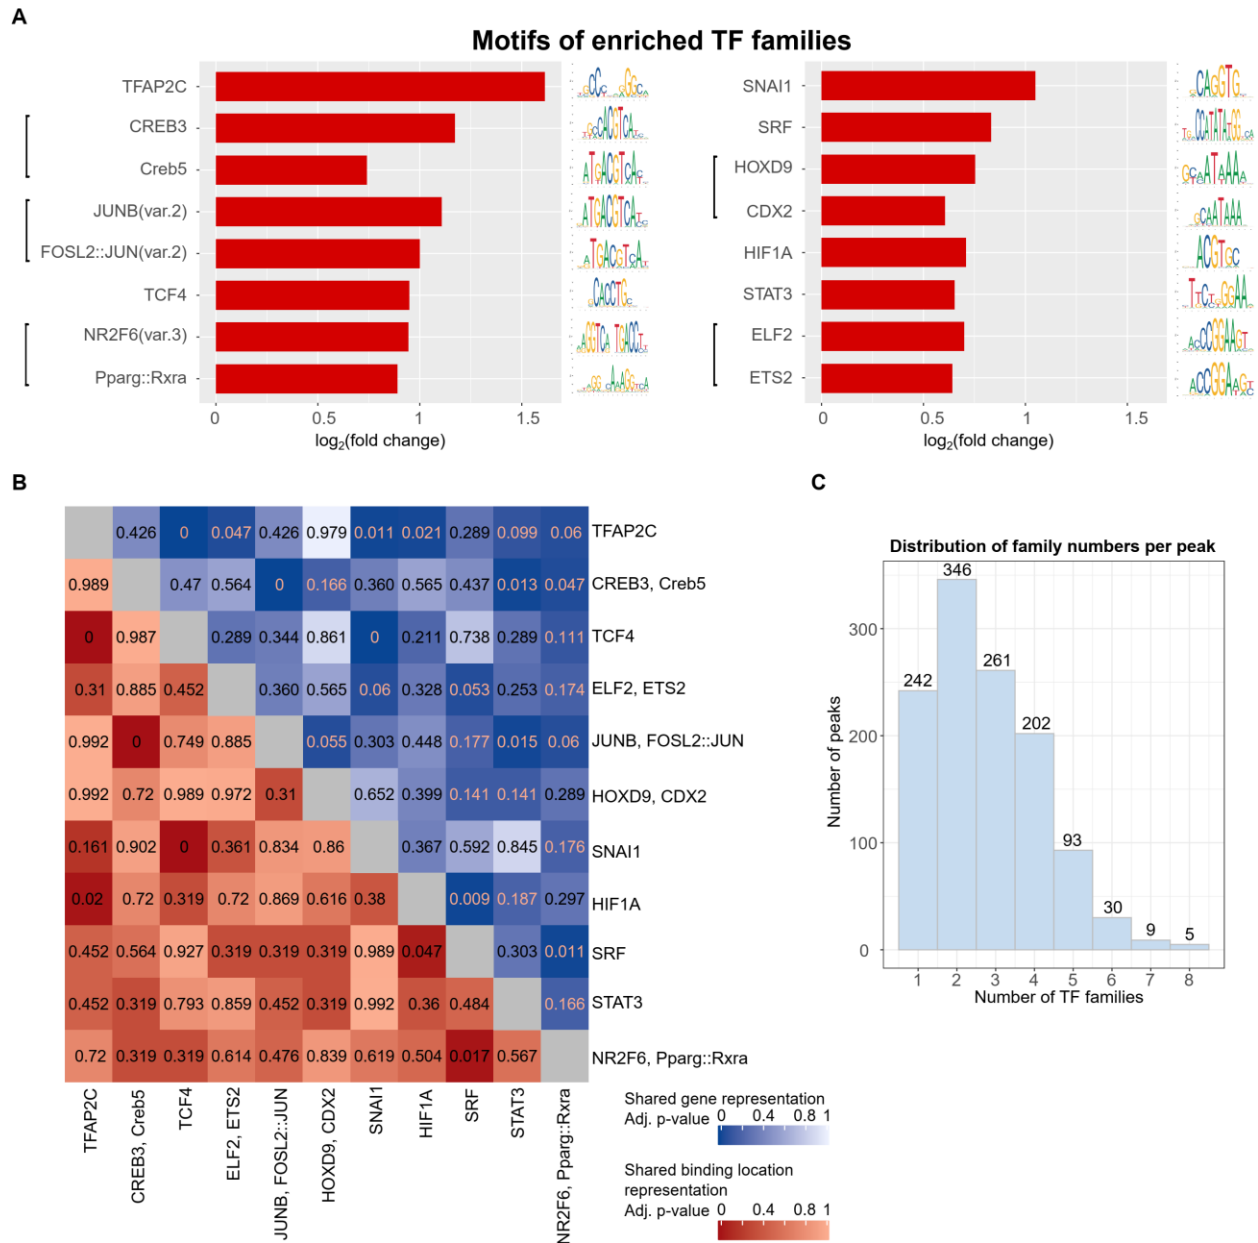 A
Motifs of enriched TF families
TFAP2C
CREB3
Creb5
JUNB(var.2)
FOSL2::JUN(var.2)
TCF4
NR2F6(var.3)
Pparg::Rxra
0 0.5 1 1.5
log2(fold change)
SNAI1
SRF
HOXD9
CDX2
HIF1A
STAT3
ELF2
ETS2
0 0.5 1 1.5
log2(fold change)
B
0.426 0 0.047 0.426 0.979 0.011 0.021 0.289 0.099 0.06 TFAP2C
0.989 0.47 0.564 0 0.166 0.360 0.565 0.437 0.013 0.047 CREB3, Creb5
0 0.987 0.289 0.344 0.861 0 0.211 0.738 0.289 0.111 TCF4
0.31 0.885 0.452 0.360 0.565 0.06 0.328 0.053 0.253 0.174 ELF2, ETS2
0.992 0 0.749 0.885 0.055 0.303 0.448 0.177 0.015 0.06 JUNB, FOSL2::JUN
0.992 0.72 0.989 0.972 0.31 0.652 0.399 0.141 0.141 0.289 HOXD9, CDX2
0.161 0.902 0 0.361 0.834 0.86 0.367 0.592 0.845 0.176 SNAI1
0.02 0.72 0.319 0.72 0.869 0.616 0.38 0.009 0.187 0.297 HIF1A
0.452 0.564 0.927 0.319 0.319 0.319 0.989 0.047 0.303 0.011 SRF
0.452 0.319 0.793 0.859 0.452 0.319 0.992 0.36 0.484 0.166 STAT3
0.72 0.319 0.319 0.614 0.476 0.839 0.619 0.504 0.017 0.567 NR2F6, Pparg::Rxra
TFAP2C
CREB3, Creb5
TCF4
ELF2, ETS2
JUNB, FOSL2::JUN
HOXD9, CDX2
SNAI1
HIF1A
SRF
STAT3
NR2F6, Pparg::Rxra
Shared gene representation
Adj. p-value 0 0.4 0.8 1
Shared binding location
representation
Adj. p-value 0 0.4 0.8 1
C
Distribution of family numbers per peak
Number of peaks
300
200
100
0
242
346
261
202
93
30
9
5
1 2 3 4 5 6 7 8
Number of TF families